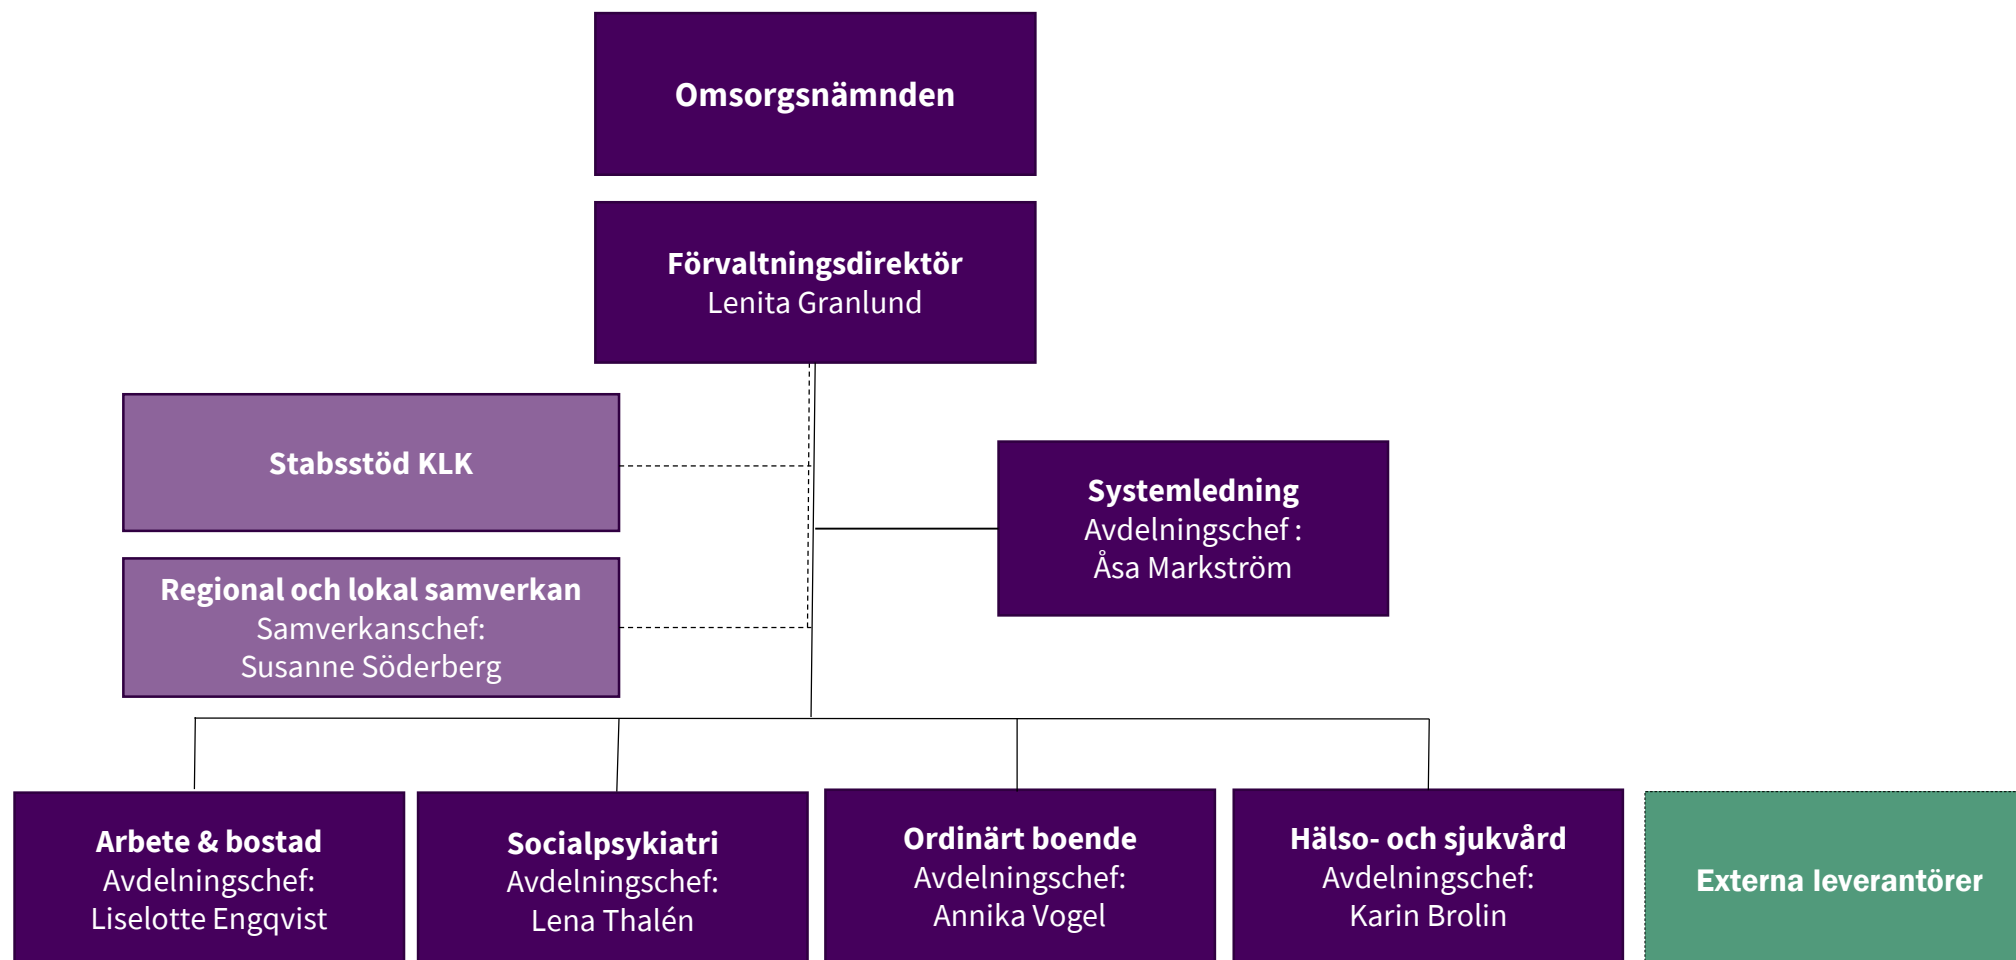 Omsorgsnämnden
Förvaltningsdirektör
Lenita Granlund
Stabsstöd KLK
Systemledning
Avdelningschef :
Åsa Markström
Regional och lokal samverkan
Samverkanschef:
Susanne Söderberg
Arbete & bostad
Avdelningschef:
Liselotte Engqvist
Socialpsykiatri
Avdelningschef:
Lena Thalén
Ordinärt boende
Avdelningschef:
Annika Vogel
Hälso- och sjukvård
Avdelningschef:
Karin Brolin
Externa leverantörer